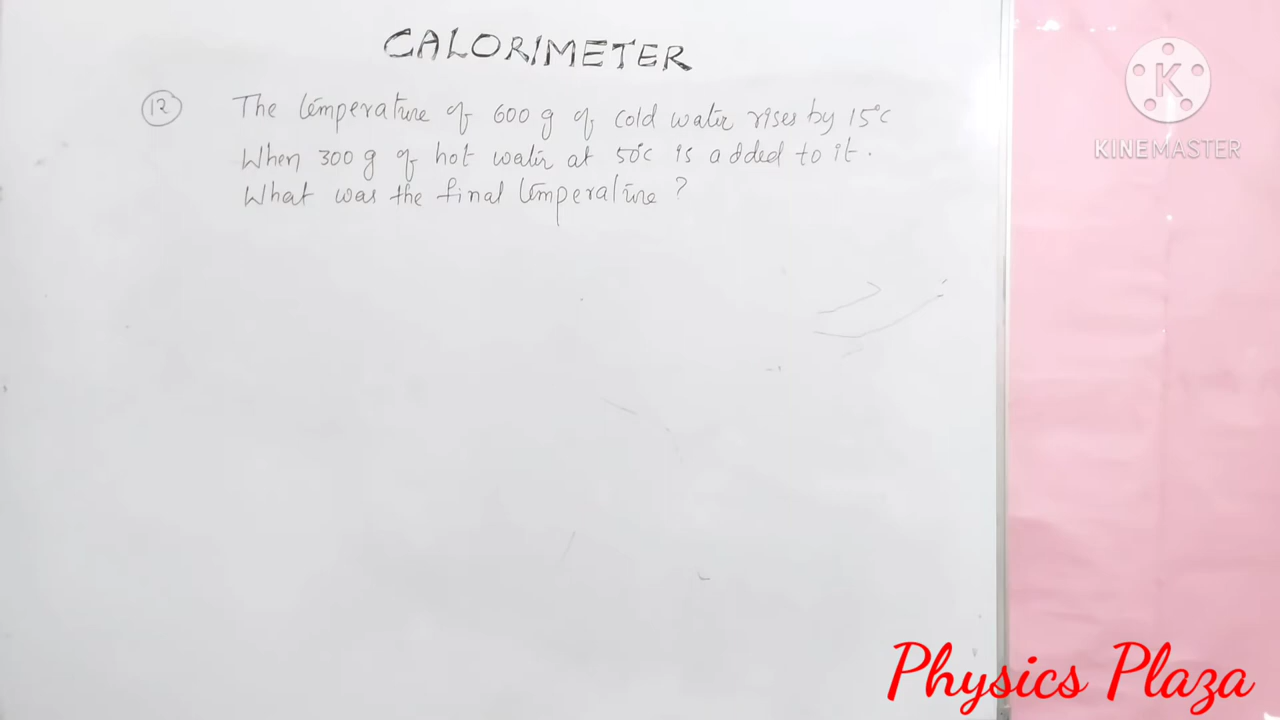 CALORIMETER
12 The temperature of 600 g of cold water rises by 15°C
When 300 g of hot water at 50°C is added to it.
What was the final temperature ?
K
KINEMASTER
Physics Plaza